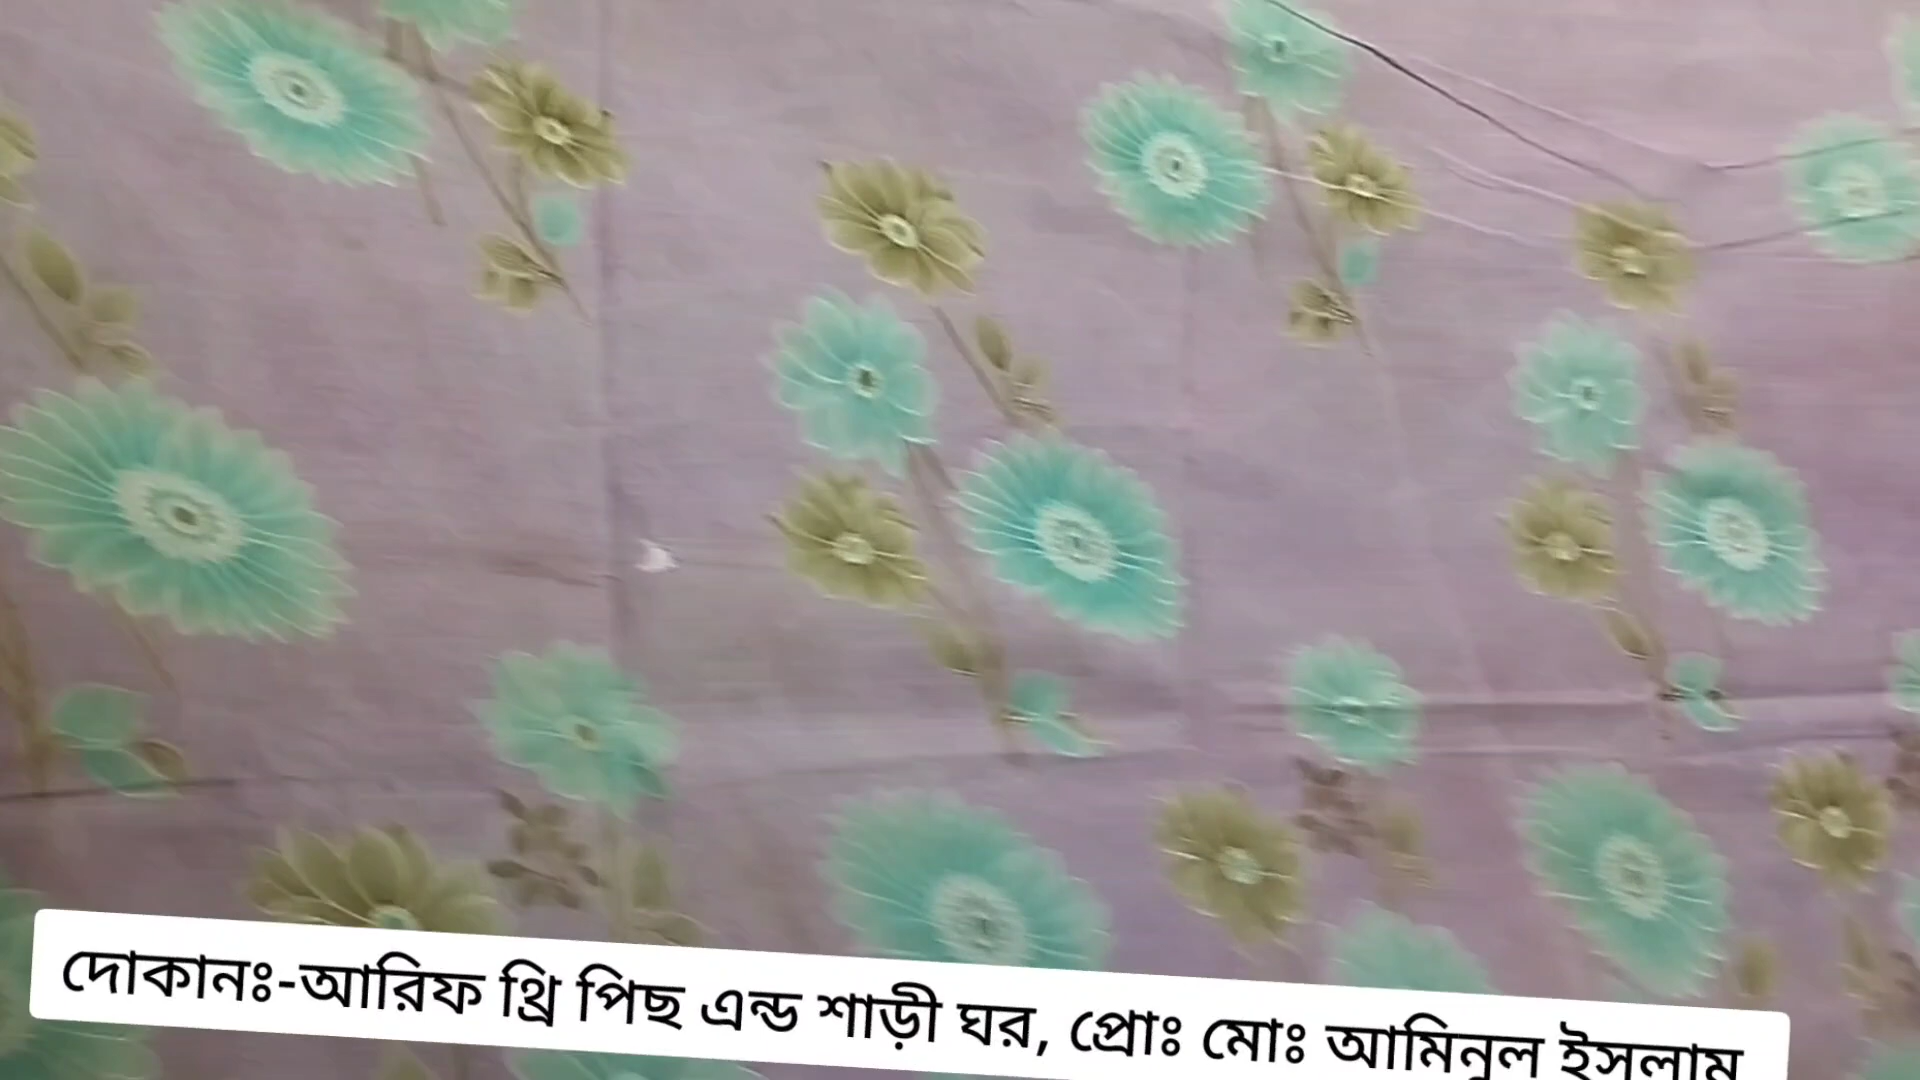 দোকানঃ-আরিফ থ্রি পিছ এন্ড শাড়ী ঘর, প্রোঃ মোঃ আমিনুল ইসলাম